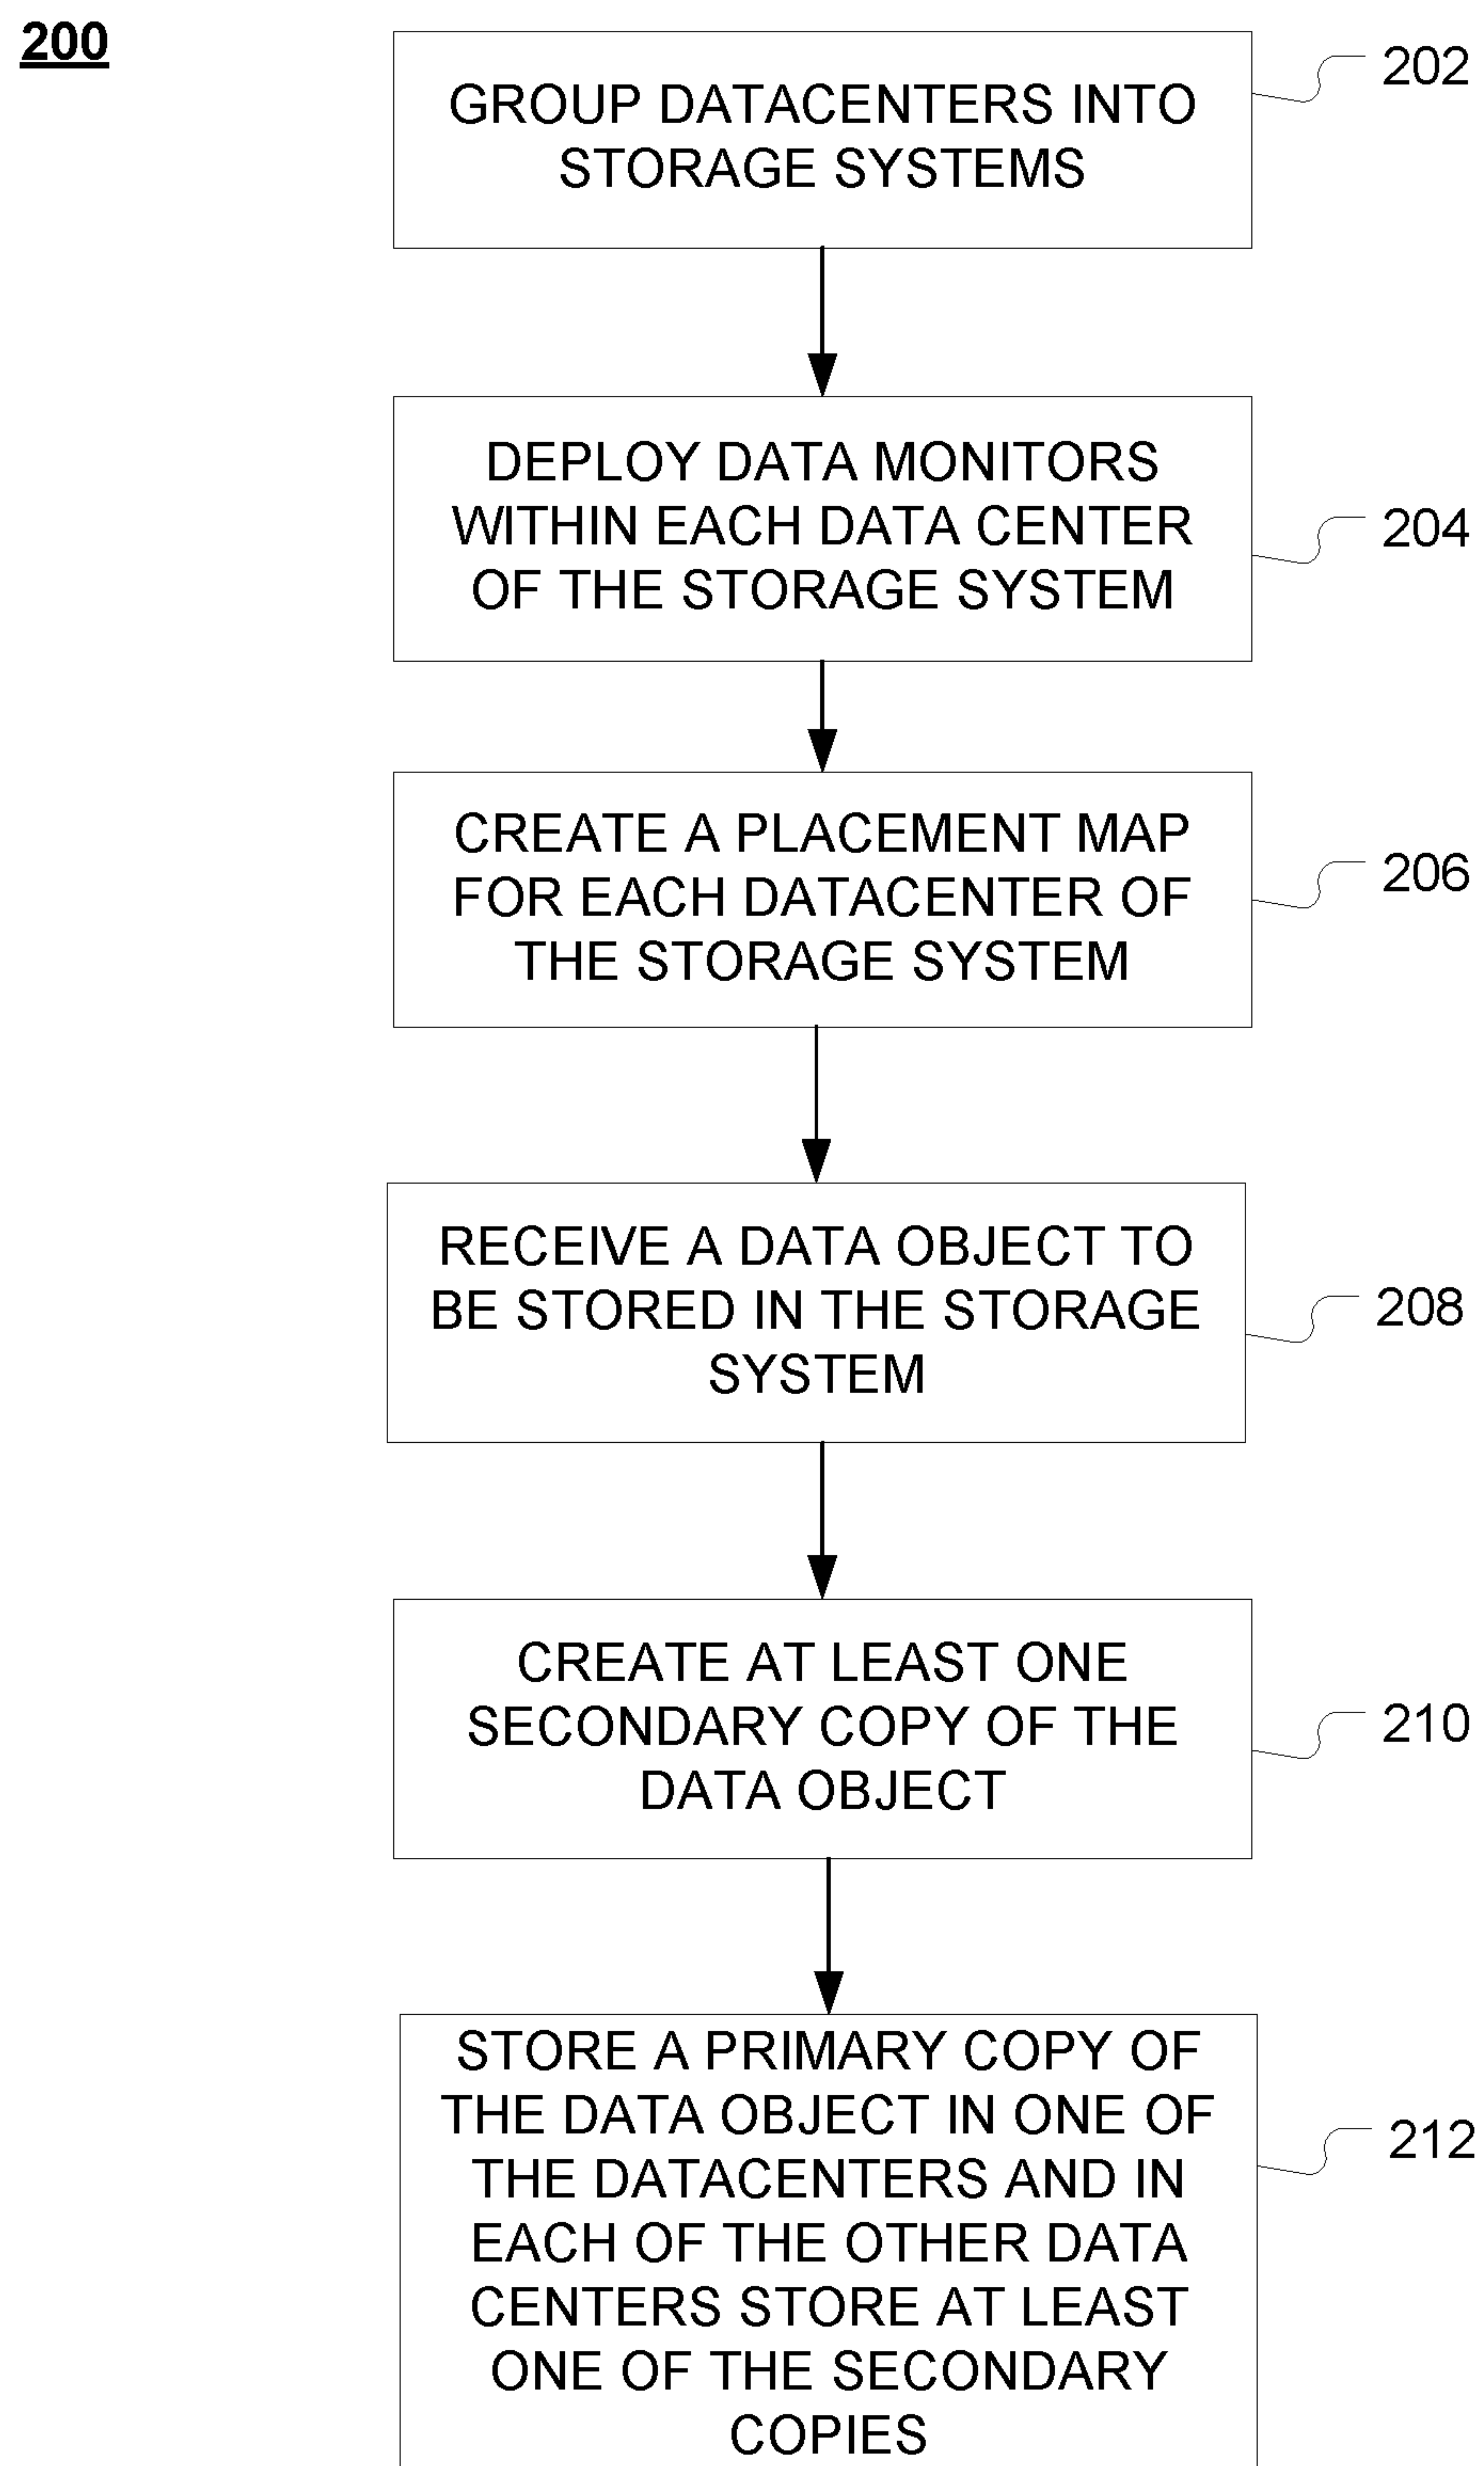 200
GROUP DATACENTERS INTO
STORAGE SYSTEMS
202
DEPLOY DATA MONITORS
WITHIN EACH DATA CENTER
OF THE STORAGE SYSTEM
204
CREATE A PLACEMENT MAP
FOR EACH DATACENTER OF
THE STORAGE SYSTEM
206
RECEIVE A DATA OBJECT TO
BE STORED IN THE STORAGE
SYSTEM
208
CREATE AT LEAST ONE
SECONDARY COPY OF THE
DATA OBJECT
210
STORE A PRIMARY COPY OF
THE DATA OBJECT IN ONE OF
THE DATACENTERS AND IN
EACH OF THE OTHER DATA
CENTERS STORE AT LEAST
ONE OF THE SECONDARY
COPIES
212